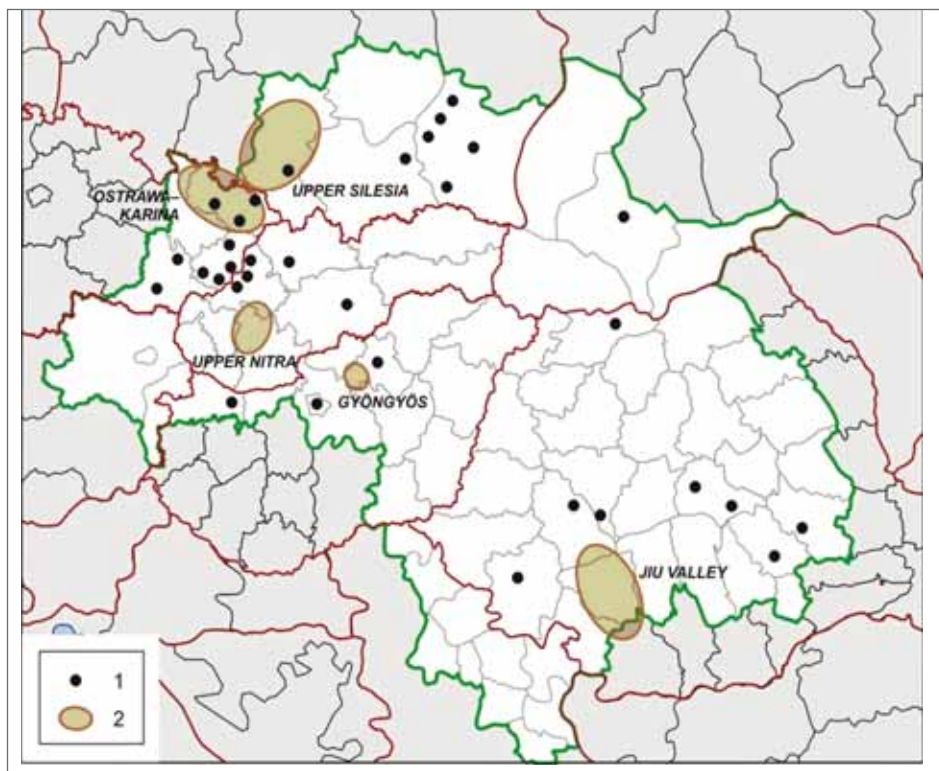 UPPER SILESIA
OSTRAWA–
KARINA
UPPER NITRA
GYÖNGYÖS
JIU VALLEY
1
2